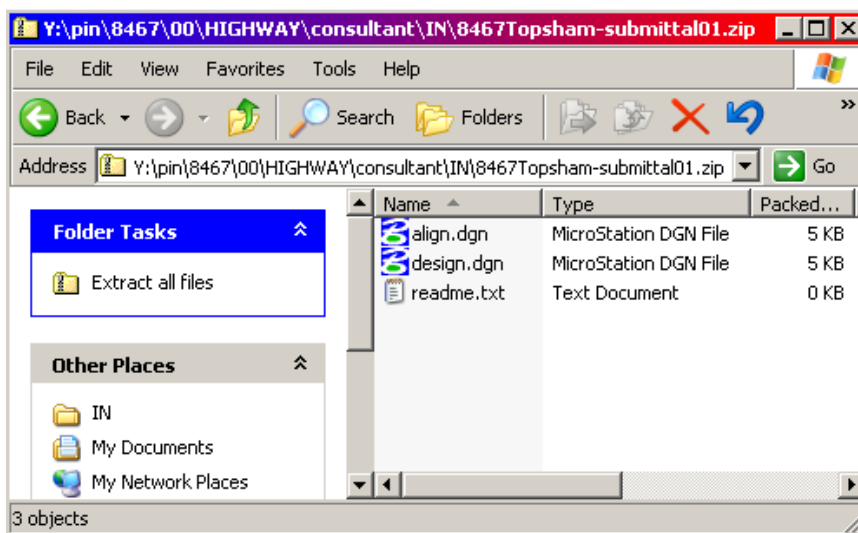 Y:\pin\8467\00\HIGHWAY\consultant\IN\8467Topsham-submittal01.zip
File Edit View Favorites Tools Help
Back Search Folders »
Address Y:\pin\8467\00\HIGHWAY\consultant\IN\8467Topsham-submittal01.zip Go
Name Type Packed...
Folder Tasks
Extract all files
Other Places
IN
My Documents
My Network Places
align.dgn MicroStation DGN File 5 KB
design.dgn MicroStation DGN File 5 KB
readme.txt Text Document 0 KB
3 objects